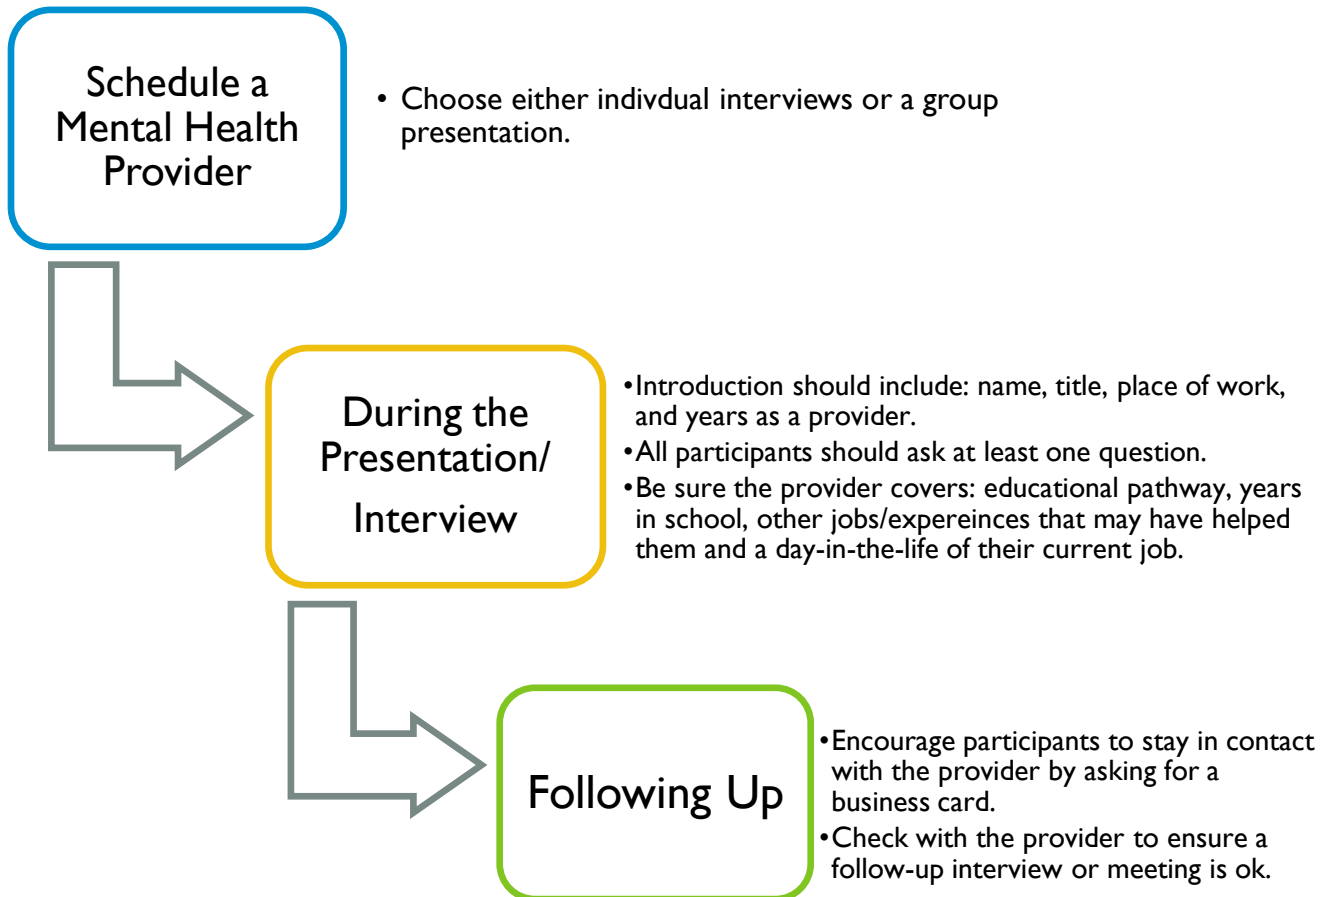 Schedule a
Mental Health
Provider
• Choose either indivdual interviews or a group
presentation.
During the
Presentation/
Interview
•Introduction should include: name, title, place of work,
and years as a provider.
•All participants should ask at least one question.
•Be sure the provider covers: educational pathway, years
in school, other jobs/expereinces that may have helped
them and a day-in-the-life of their current job.
Following Up
•Encourage participants to stay in contact
with the provider by asking for a
business card.
•Check with the provider to ensure a
follow-up interview or meeting is ok.